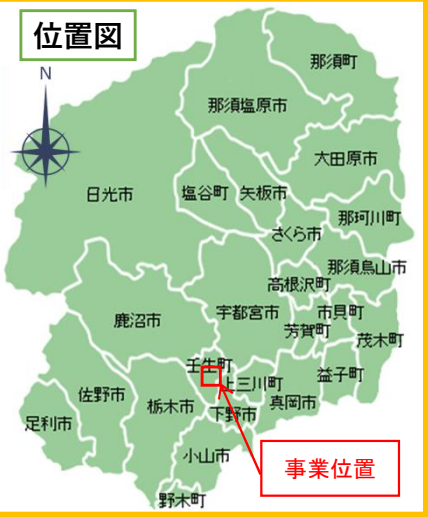 位置図
N
那須町
那須塩原市
大田原市
日光市
塩谷町
矢板市
那珂川町
さくら市
那須烏山市
高根沢町
鹿沼市
宇都宮市
市貝町
芳賀町
茂木町
壬生町
上三川町
益子町
佐野市
栃木市
真岡市
下野市
足利市
小山市
事業位置
野木町